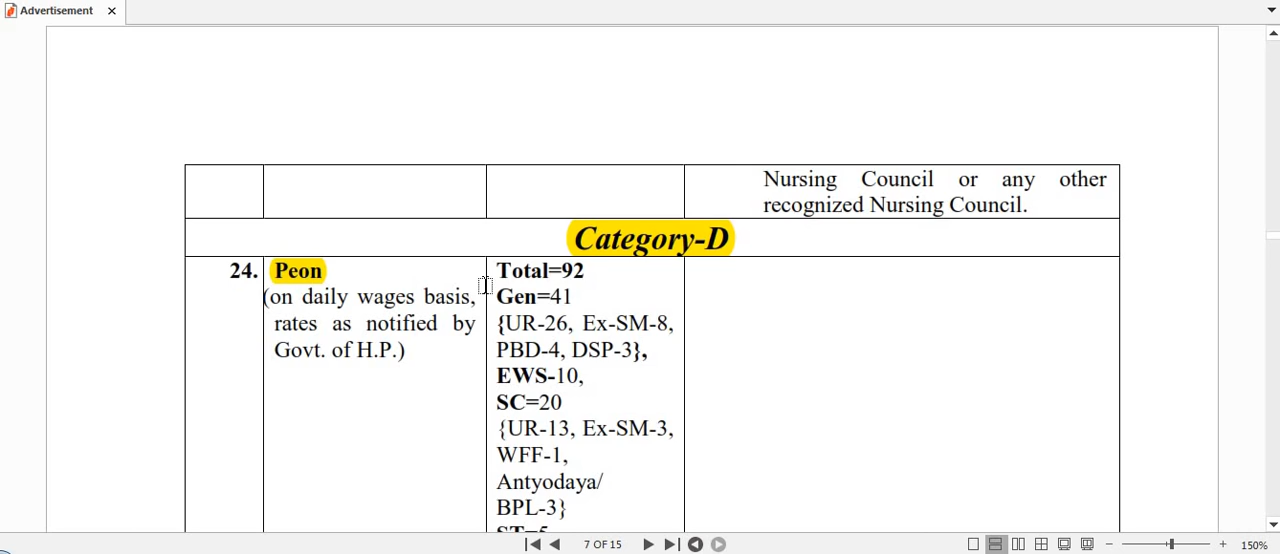 Advertisement
Nursing Council or any other
recognized Nursing Council.
Category-D
24.
Peon
(on daily wages basis,
rates as notified by
Govt. of H.P.)
Total=92
Gen=41
{UR-26, Ex-SM-8,
PBD-4, DSP-3},
EWS-10,
SC=20
{UR-13, Ex-SM-3,
WFF-1,
Antyodaya/
BPL-3}
ST=5
7 OF 15
150%